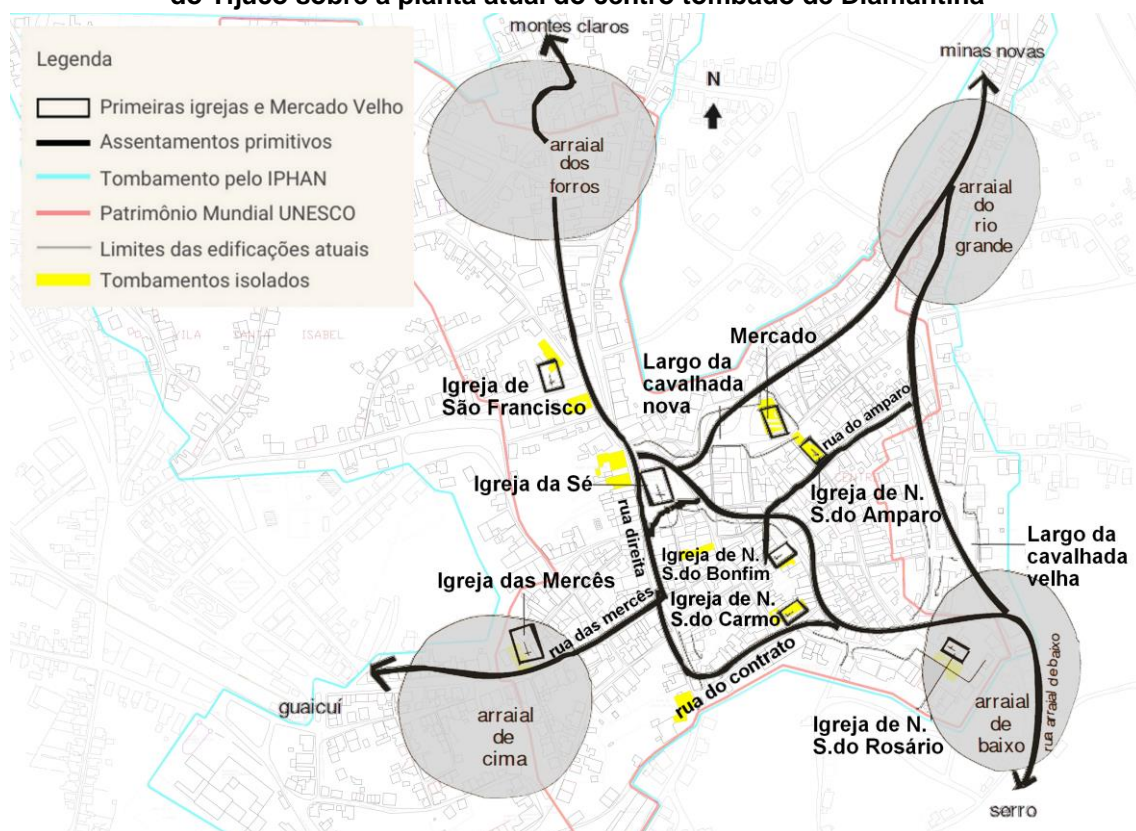 do Tijuco sobre a planta atual do centro tombado de Diamantina
montes claros
minas novas
N
Legenda
Primeiras igrejas e Mercado Velho
Assentamentos primitivos
Tombamento pelo IPHAN
Patrimônio Mundial UNESCO
Limites das edificações atuais
Tombamentos isolados
arraial
dos
forros
arraial
do
rio
grande
VILA SANTA ISABEL
Mercado
Largo da
cavalhada
nova
Igreja de
São Francisco
rua do amparo
Igreja da Sé
CENTRO
Igreja de N.
S.do Amparo
rua direita
Largo da
cavalhada
velha
Igreja de N.
S.do Bonfim
Igreja das Mercês
Igreja de N.
S.do Carmo
rua das mercês
rua do contrato
guaicuí
arraial
de
cima
Igreja de N.
S.do Rosário
arraial
de
baixo
rua arraial de baixo
serro